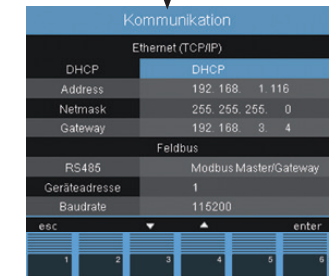 Kommunikation
Ethernet (TCP/IP)
DHCP DHCP
Address 192. 168. 1. 116
Netmask 255. 255. 255. 0
Gateway 192. 168. 3. 4
Feldbus
RS485 Modbus Master/Gateway
Geräteadresse 1
Baudrate 115200
esc ▼ ▲ enter
1 2 3 4 5 6